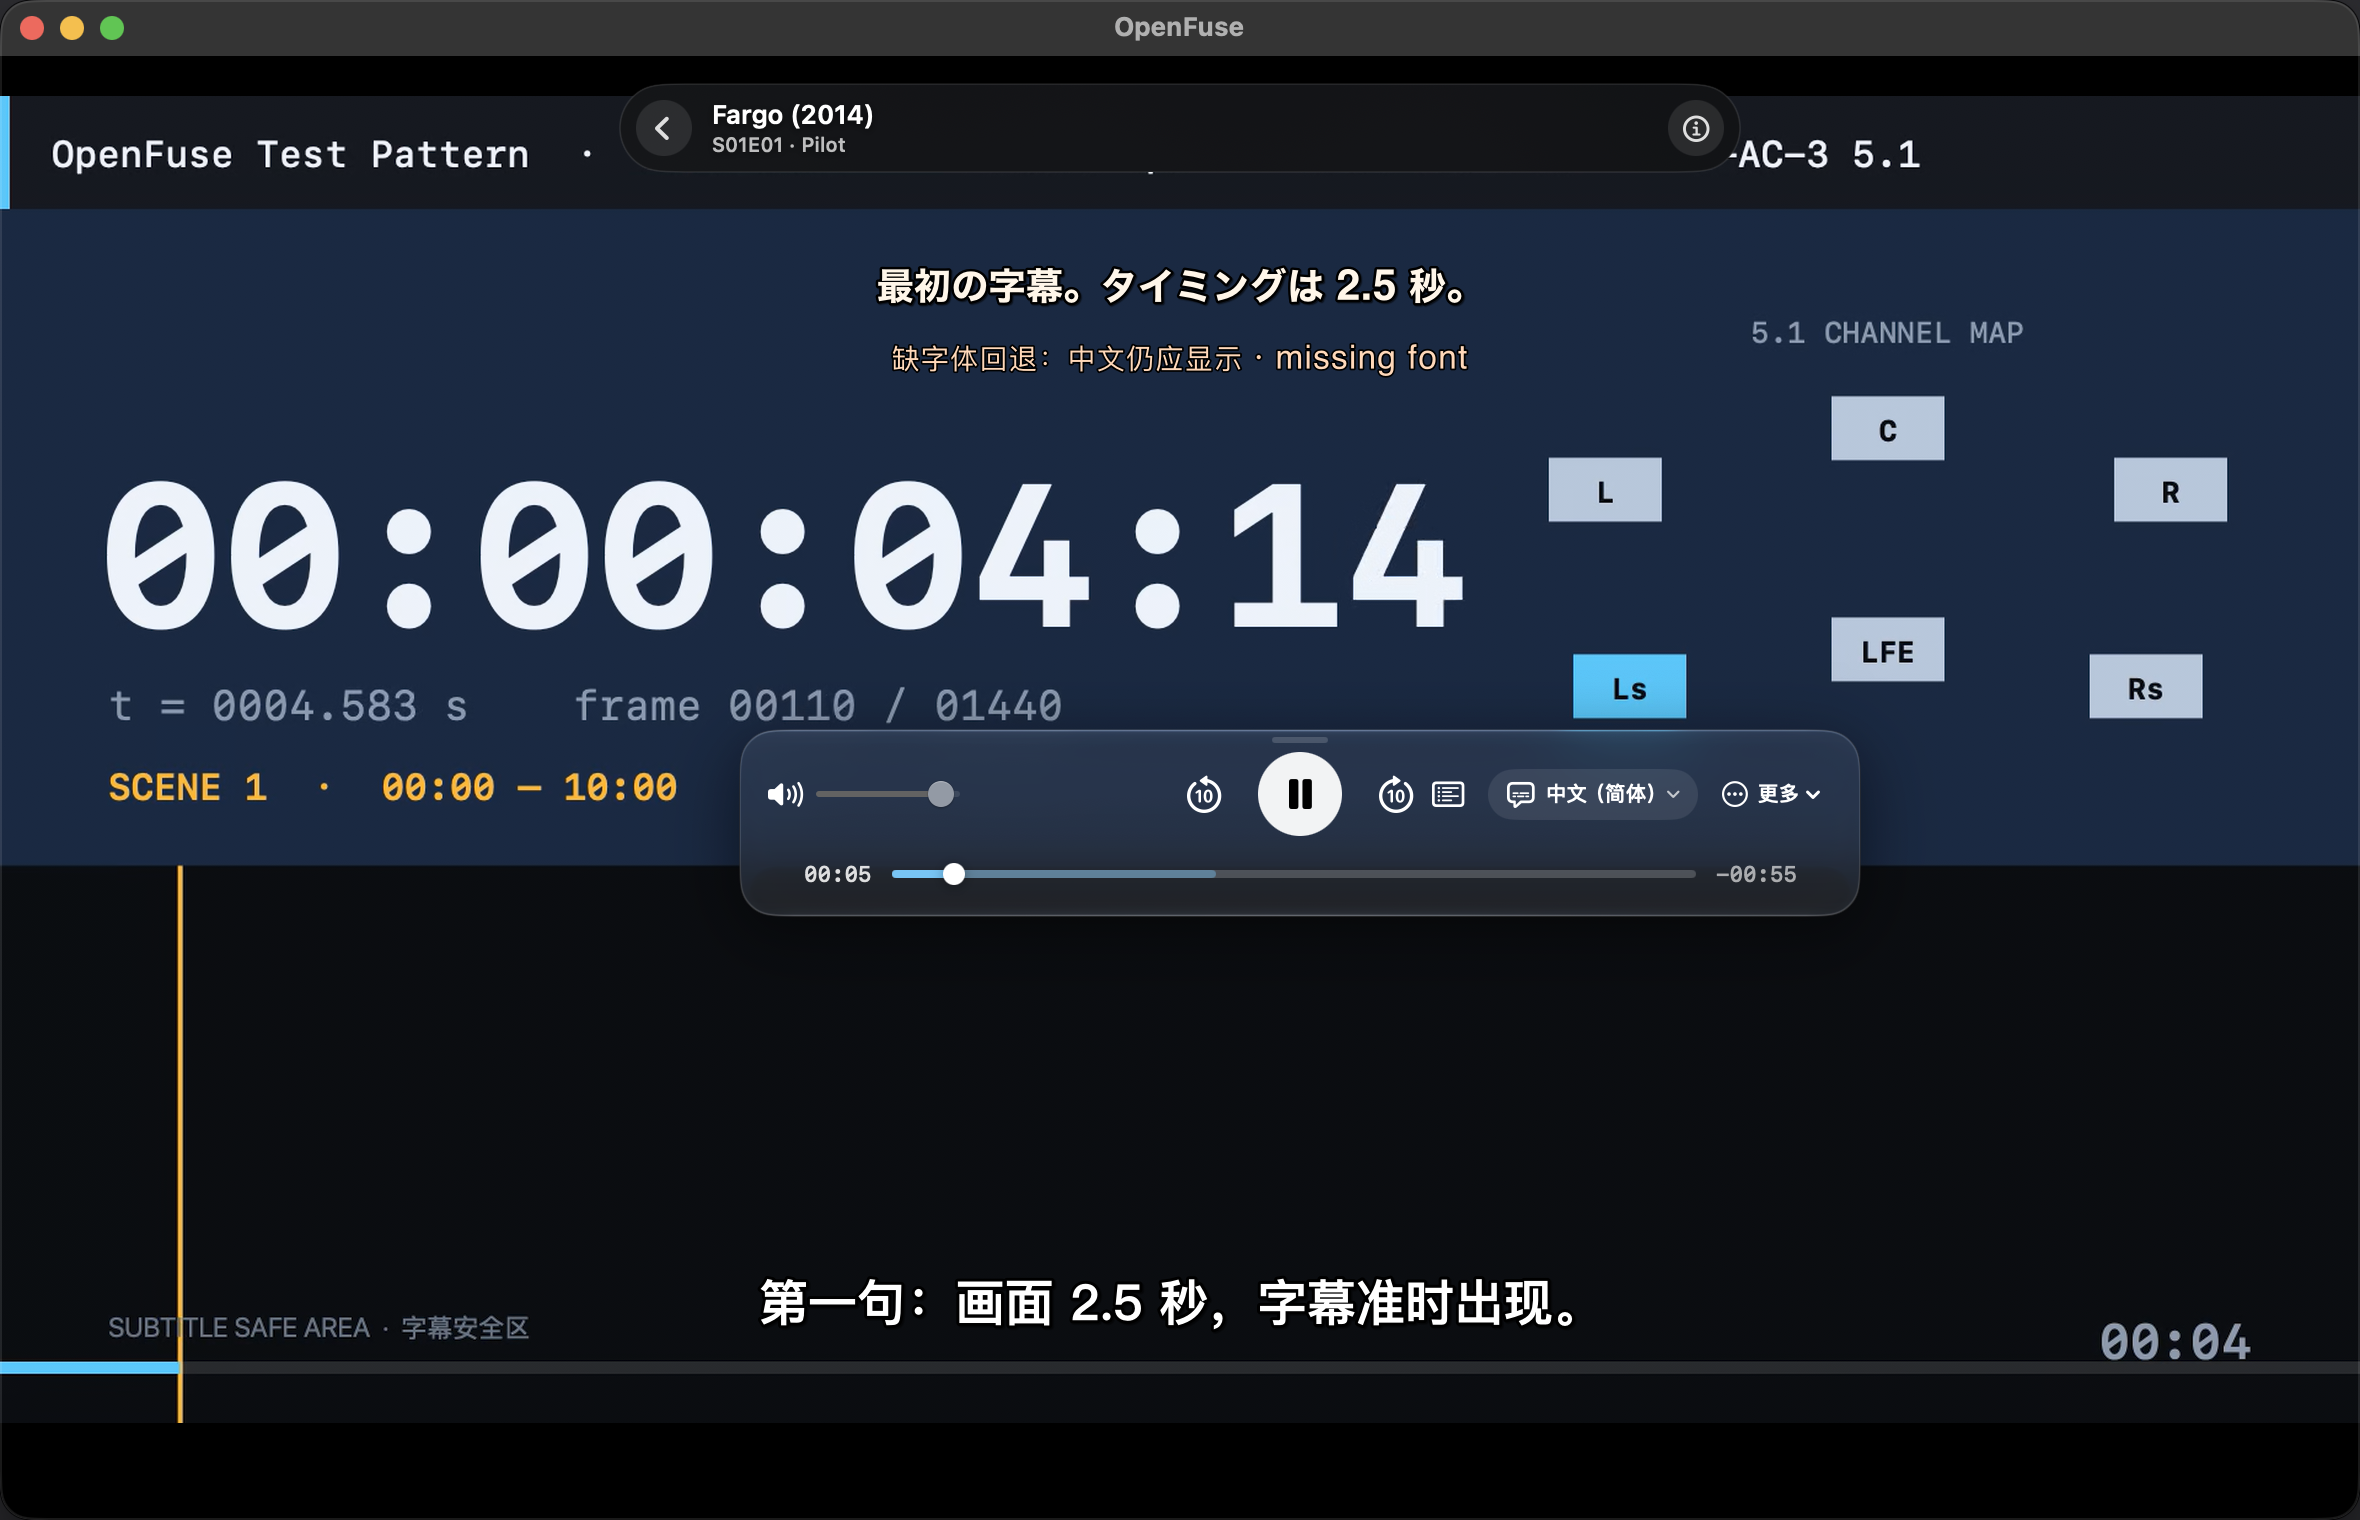 OpenFuse
Fargo (2014)
S01E01 · Pilot
OpenFuse Test Pattern ·
AC-3 5.1
最初の字幕。タイミングは 2.5 秒。
缺字体回退：中文仍应显示 · missing font
5.1 CHANNEL MAP
C
L
R
00:00:04:14
LFE
Ls
Rs
t = 0004.583 s frame 00110 / 01440
SCENE 1 · 00:00 — 10:00
10
10
中文（简体）
更多
00:05
-00:55
第一句：画面 2.5 秒，字幕准时出现。
SUBTITLE SAFE AREA · 字幕安全区
00:04